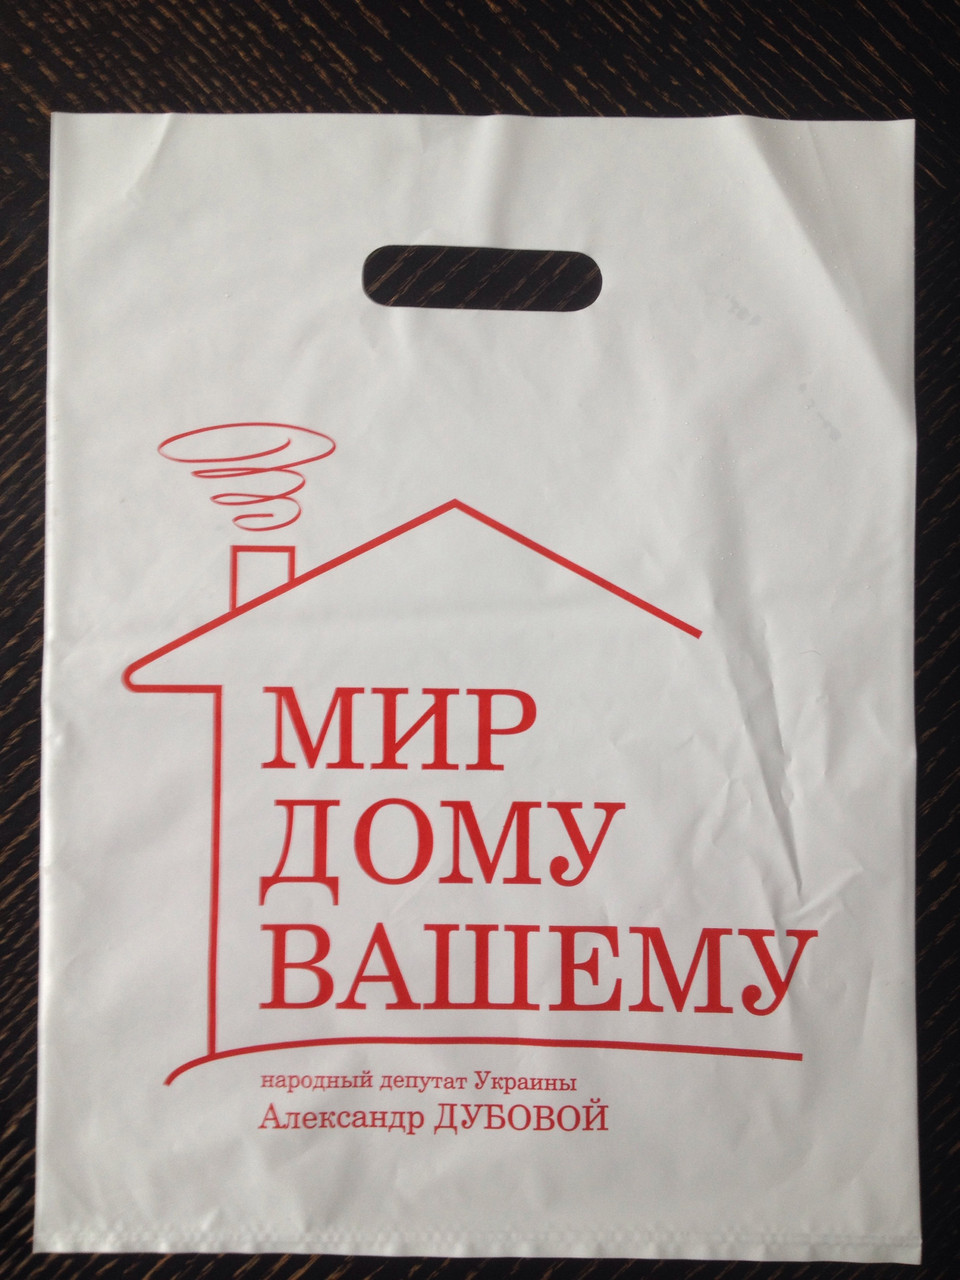 МИР
ДОМУ
ВАШЕМУ
народный депутат Украины
Александр ДУБОВОЙ